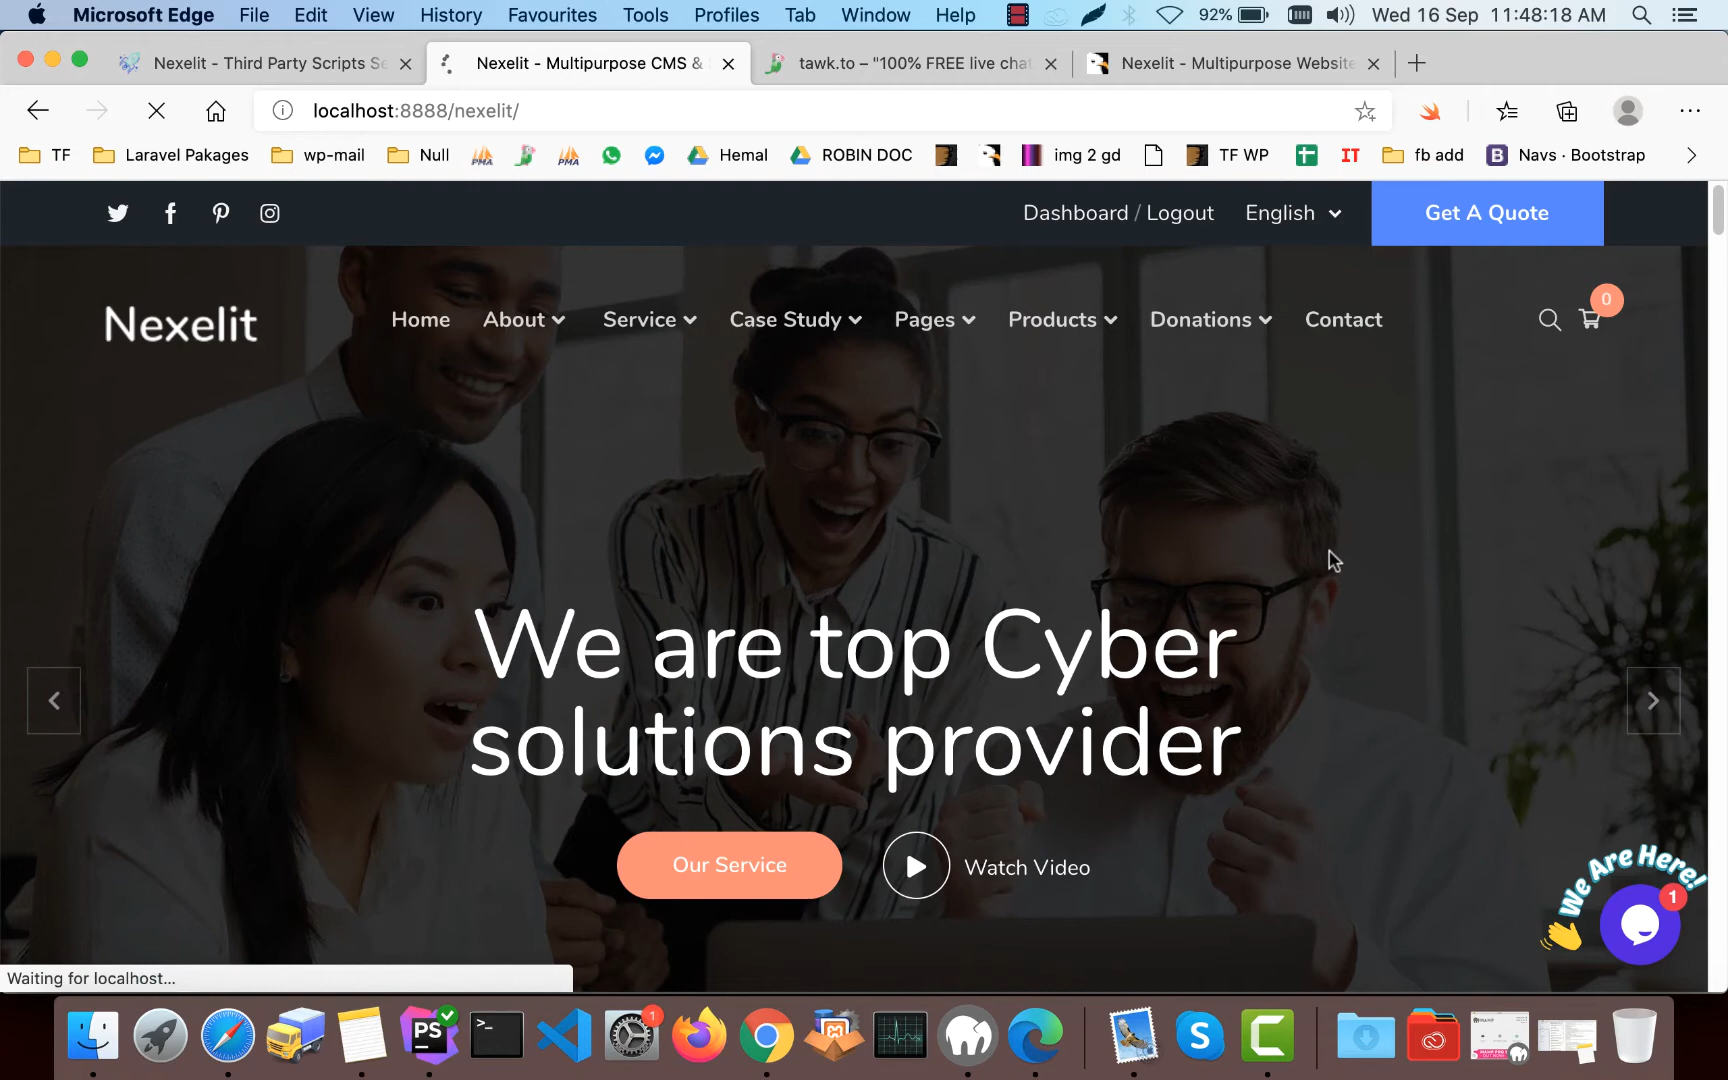 Microsoft Edge File Edit View History Favourites Tools Profiles Tab Window Help 92% Wed 16 Sep 11:48:18 AM
Nexelit - Third Party Scripts Se Nexelit - Multipurpose CMS & tawk.to – "100% FREE live chat Nexelit - Multipurpose Website
localhost:8888/nexelit/
TF Laravel Pakages wp-mail Null PMA PMA Hemal ROBIN DOC img 2 gd TF WP IT fb add B Navs · Bootstrap
Dashboard / Logout English Get A Quote
0
Nexelit Home About Service Case Study Pages Products Donations Contact
We are top Cyber
solutions provider
Our Service Watch Video
We Are Here!
1
Waiting for localhost...
PS >_ 1 S C